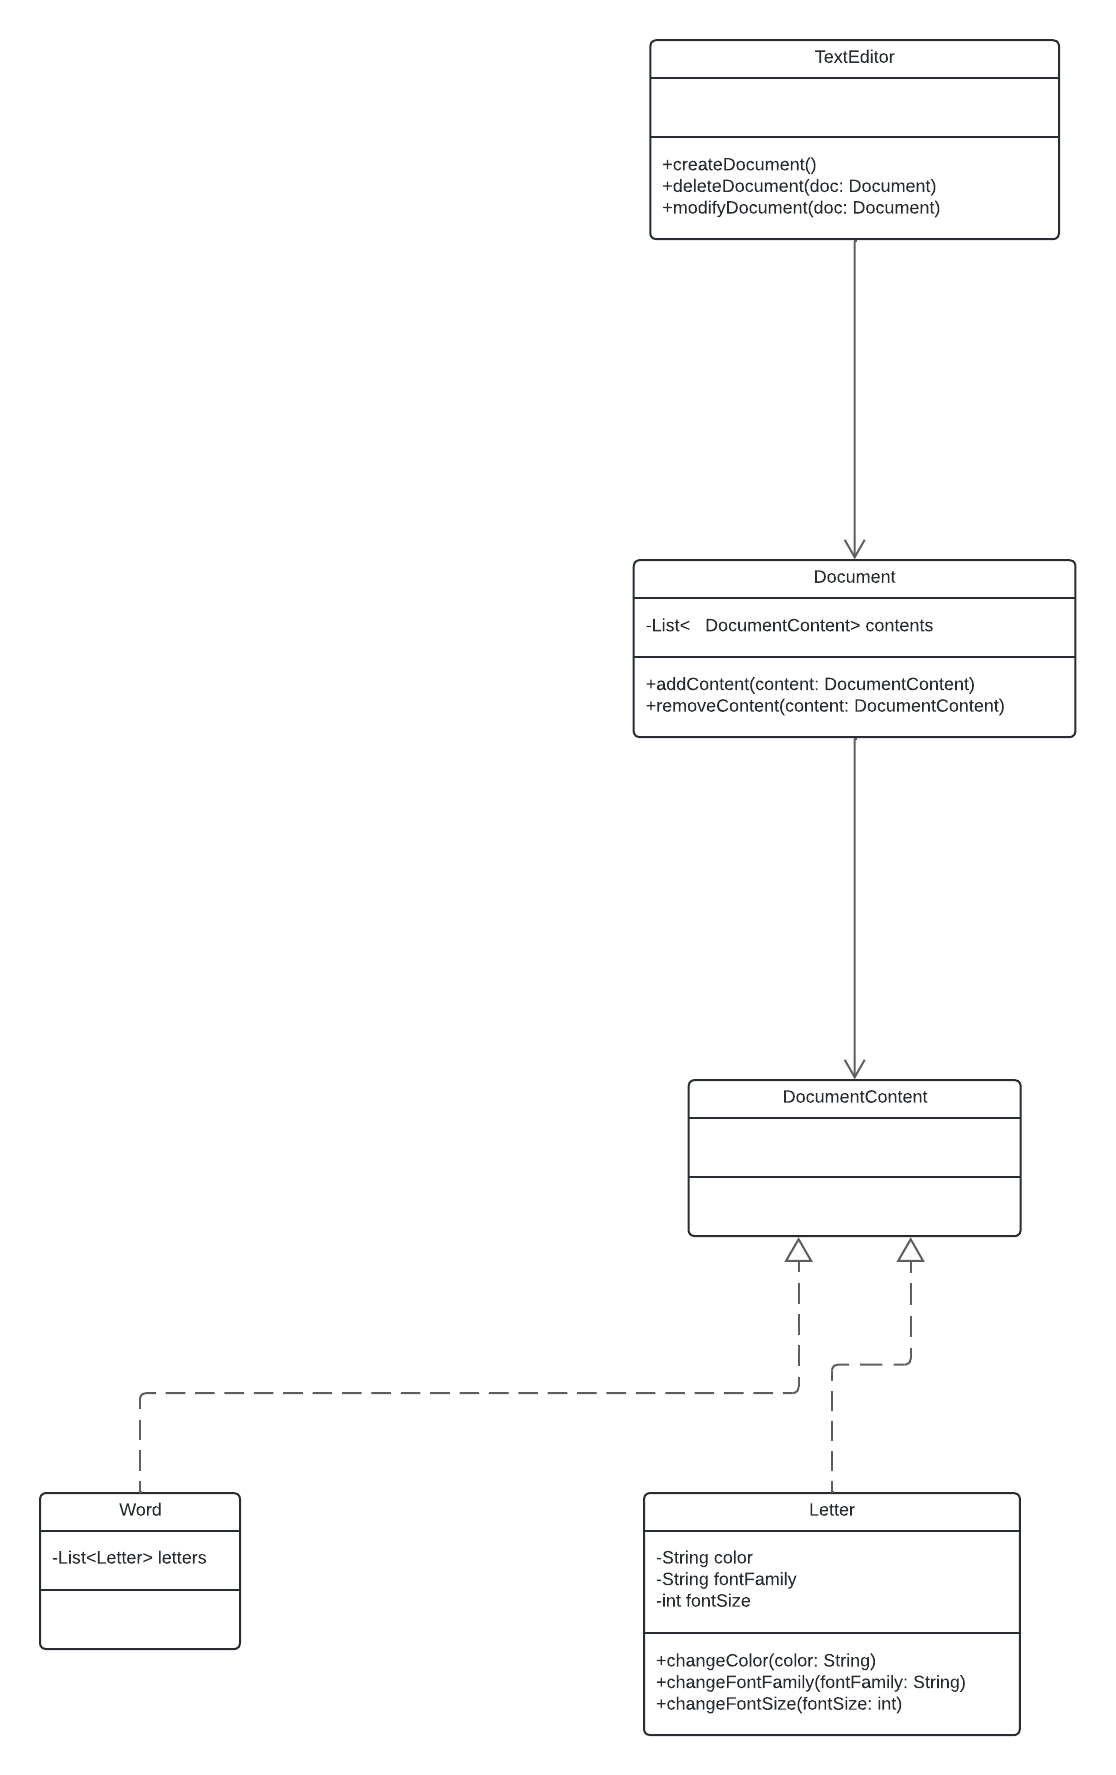 TextEditor
+createDocument()
+deleteDocument(doc: Document)
+modifyDocument(doc: Document)
Document
-List<   DocumentContent> contents
+addContent(content: DocumentContent)
+removeContent(content: DocumentContent)
DocumentContent
Word
-List<Letter> letters
Letter
-String color
-String fontFamily
-int fontSize
+changeColor(color: String)
+changeFontFamily(fontFamily: String)
+changeFontSize(fontSize: int)